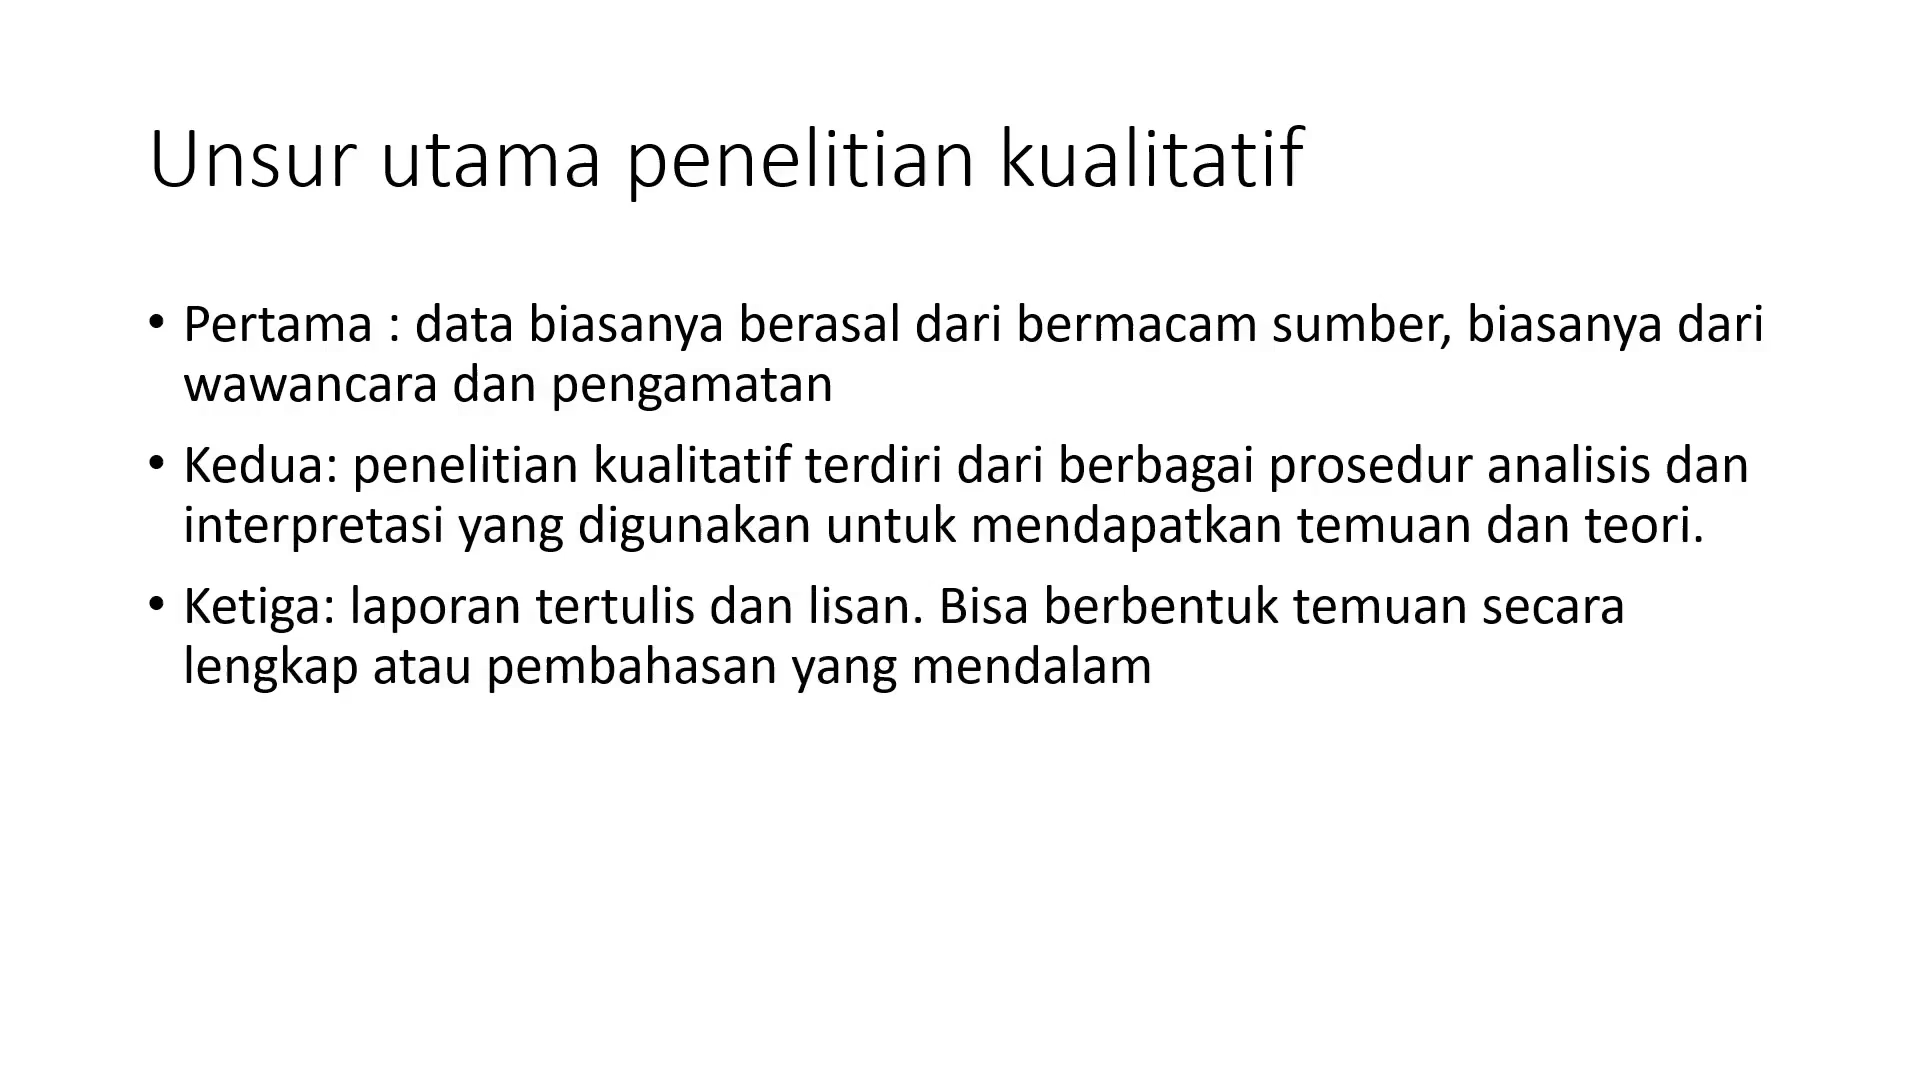 Unsur utama penelitian kualitatif
• Pertama : data biasanya berasal dari bermacam sumber, biasanya dari
wawancara dan pengamatan
• Kedua: penelitian kualitatif terdiri dari berbagai prosedur analisis dan
interpretasi yang digunakan untuk mendapatkan temuan dan teori.
• Ketiga: laporan tertulis dan lisan. Bisa berbentuk temuan secara
lengkap atau pembahasan yang mendalam